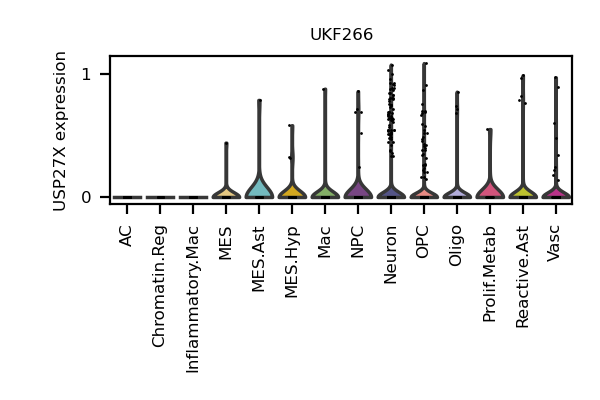 UKF266
USP27X expression
1
0
AC
Chromatin.Reg
Inflammatory.Mac
MES
MES.Ast
MES.Hyp
Mac
NPC
Neuron
OPC
Oligo
Prolif.Metab
Reactive.Ast
Vasc